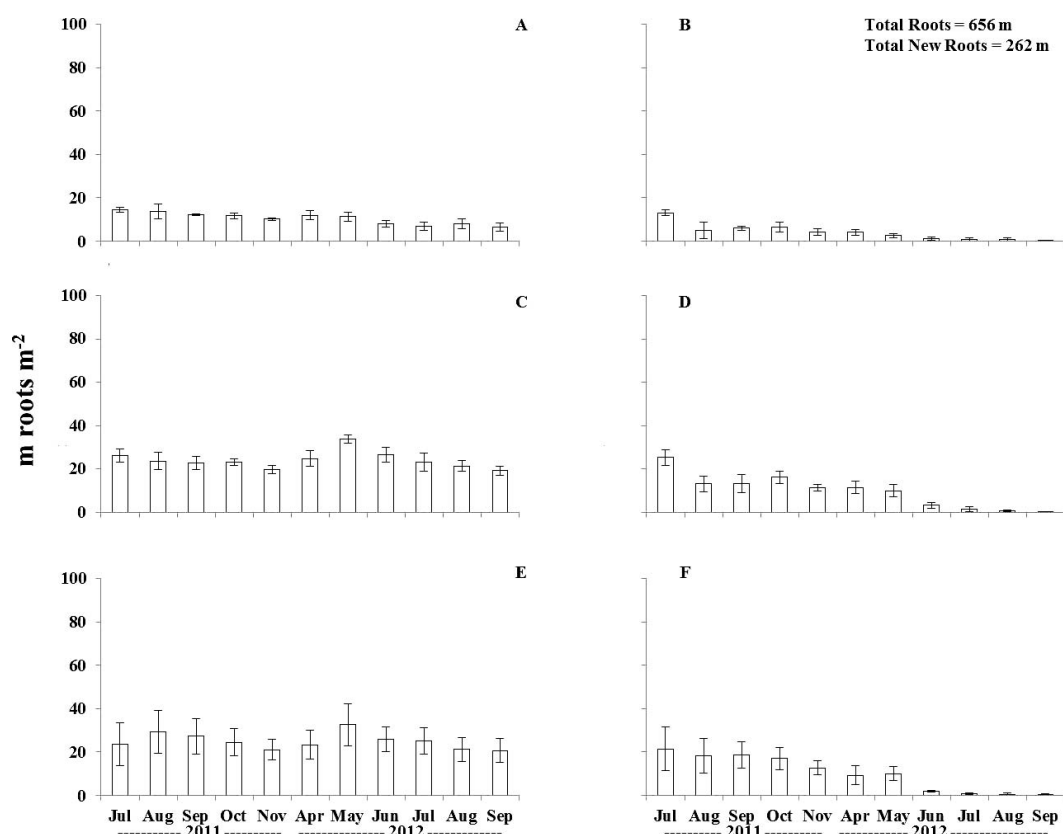 100
80
60
40
20
0
A
B
Total Roots = 656 m
Total New Roots = 262 m
100
80
60
40
20
0
C
D
m roots m⁻²
100
80
60
40
20
0
E
F
Jul Aug Sep Oct Nov Apr May Jun Jul Aug Sep
----------- 2011 ---------- ---------------- 2012 --------------
Jul Aug Sep Oct Nov Apr May Jun Jul Aug Sep
----------- 2011 ---------- ---------------- 2012 --------------